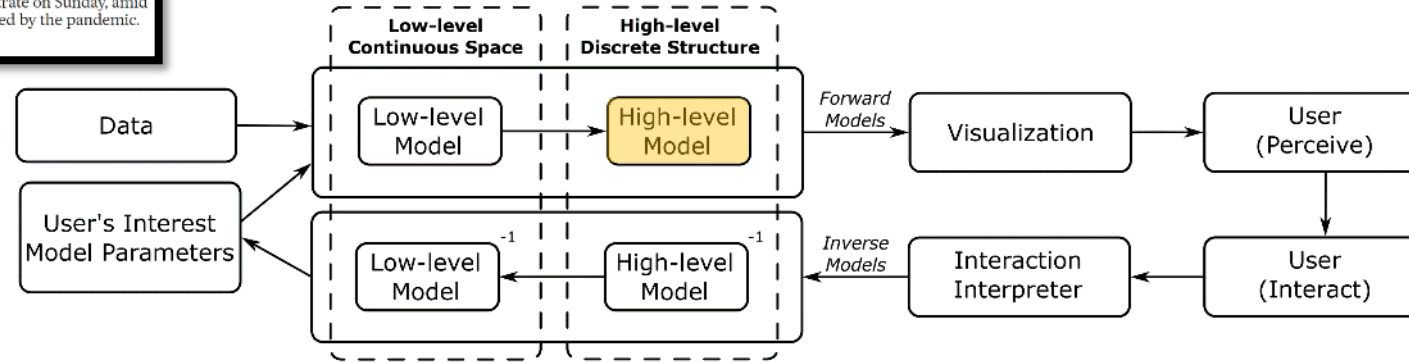 trate on Sunday, amid
ed by the pandemic.
Low-level
Continuous Space
High-level
Discrete Structure
Data
Low-level
Model
High-level
Model
Forward
Models
Visualization
User
(Perceive)
User's Interest
Model Parameters
Low-level
Model
-1
High-level
Model
-1
Inverse
Models
Interaction
Interpreter
User
(Interact)